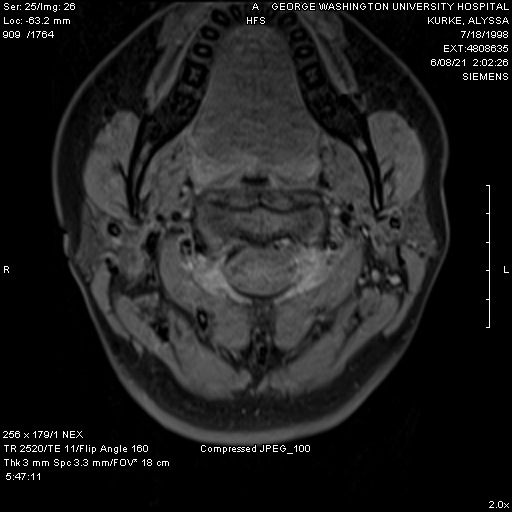 Ser: 25/Img: 26
Loc: -63.2 mm
909 /1764
A GEORGE WASHINGTON UNIVERSITY HOSPITAL
HFS KURKE, ALYSSA
7/18/1998
EXT:4808635
6/08/21 2:02:26
SIEMENS
R
L
256 x 179/1 NEX
TR 2520/TE 11/Flip Angle 160 Compressed JPEG_100
Thk 3 mm Spc 3.3 mm/FOV* 18 cm
5:47:11
2.0x